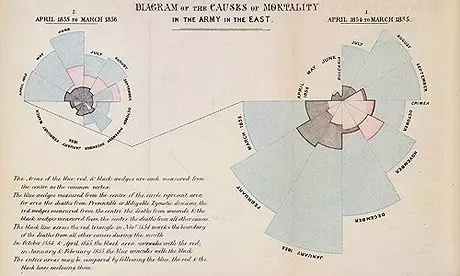 DIAGRAM OF THE CAUSES OF MORTALITY
IN THE ARMY IN THE EAST.
2.
APRIL 1855 TO MARCH 1856
1.
APRIL 1854 TO MARCH 1855.
JUNE
MAY
JULY
AUGUST
SEPTEMBER
OCTOBER
NOVEMBER
DECEMBER
1856
JANUARY
FEBRUARY
MARCH
APRIL 1855
APRIL
1854
MAY
JUNE
JULY
AUGUST
SEPTEMBER
CRIMEA
OCTOBER
NOVEMBER
DECEMBER
JANUARY
1855
FEBRUARY
MARCH
The Areas of the blue, red, & black wedges are each measured from
the centre as the common vertex.
The blue wedges measured from the centre of the circle represent area
for area the deaths from Preventable or Mitigable Zymotic diseases, the
red wedges measured from the centre the deaths from wounds, & the
black wedges measured from the centre the deaths from all other causes.
The black line across the red triangle in Novr. 1854 marks the boundary
of the deaths from all other causes during the month.
In October 1854, & April 1855, the black area coincides with the red,
in January & February 1856, the blue coincides with the black.
The entire areas may be compared by following the blue, the red & the
black lines enclosing them.